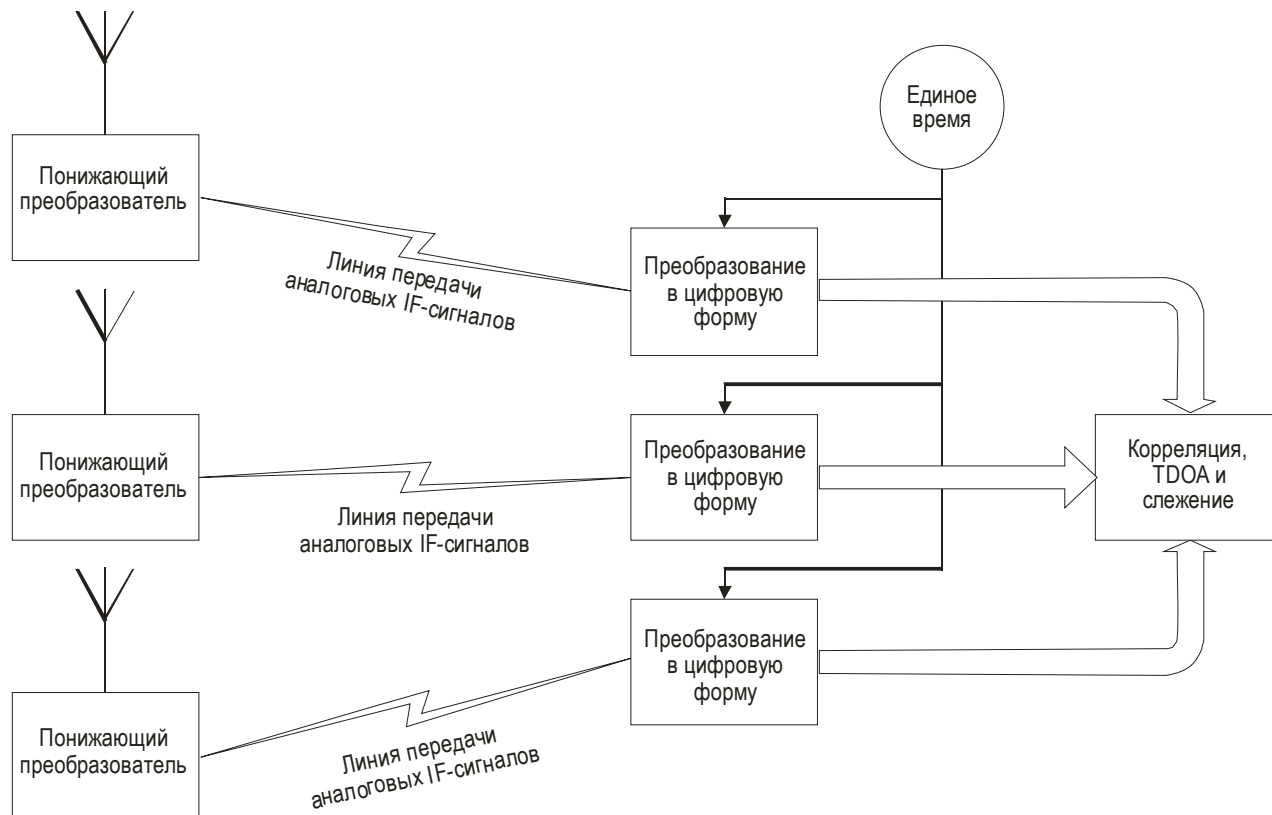 Единое
время
Понижающий
преобразователь
Линия передачи
аналоговых IF-сигналов
Преобразование
в цифровую
форму
Понижающий
преобразователь
Линия передачи
аналоговых IF-сигналов
Преобразование
в цифровую
форму
Корреляция,
TDOA и
слежение
Понижающий
преобразователь
Линия передачи
аналоговых IF-сигналов
Преобразование
в цифровую
форму